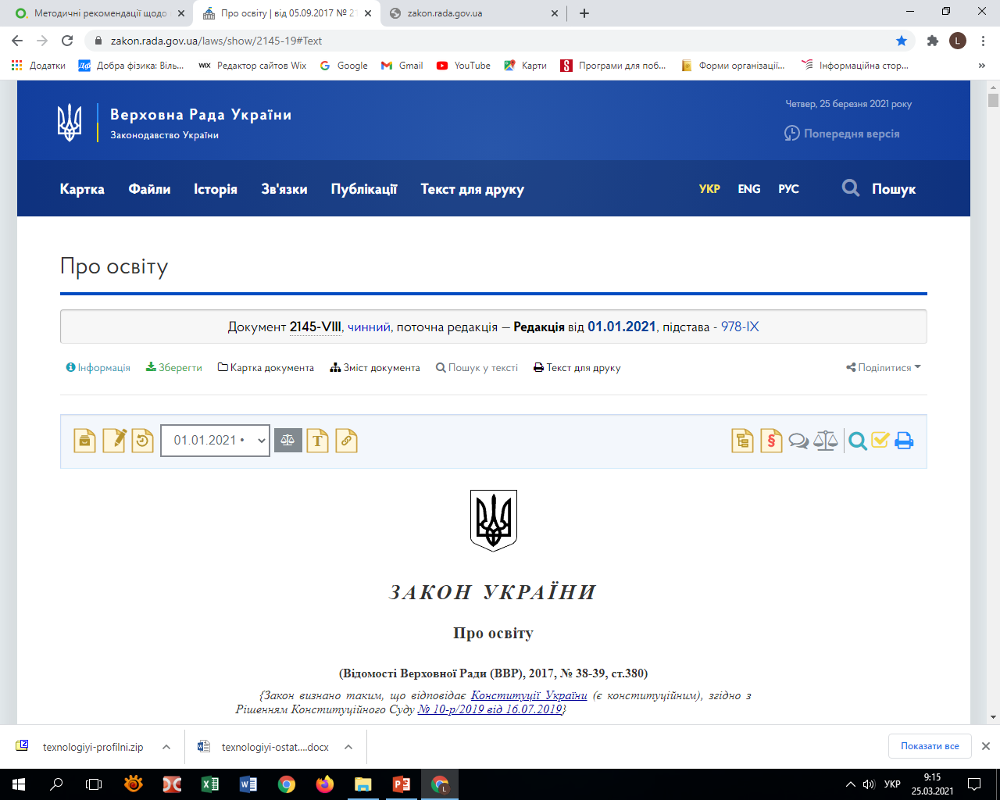 Методичні рекомендації щодо
Про освіту | від 05.09.2017 № 21
zakon.rada.gov.ua
zakon.rada.gov.ua/laws/show/2145-19#Text
L
Додатки
Добра фізика: Віль...
WIX Редактор сайтов Wix
Google
Gmail
YouTube
Карти
Програми для поб...
Форми організації...
Інформаційна стор...
»
Верховна Рада України
Законодавство України
Четвер, 25 березня 2021 року
Попередня версія
Картка Файли Історія Зв'язки Публікації Текст для друку УКР ENG РУС Пошук
Про освіту
Документ 2145-VIII, чинний, поточна редакція — Редакція від 01.01.2021, підстава - 978-IX
Інформація Зберегти Картка документа Зміст документа Пошук у тексті Текст для друку Поділитися
01.01.2021 • T §
ЗАКОН УКРАЇНИ
Про освіту
(Відомості Верховної Ради (ВВР), 2017, № 38-39, ст.380)
{Закон визнано таким, що відповідає Конституції України (є конституційним), згідно з
Рішенням Конституційного Суду № 10-р/2019 від 16.07.2019}
texnologiyi-profilni.zip
texnologiyi-ostat....docx
Показати все
УКР
9:15
25.03.2021